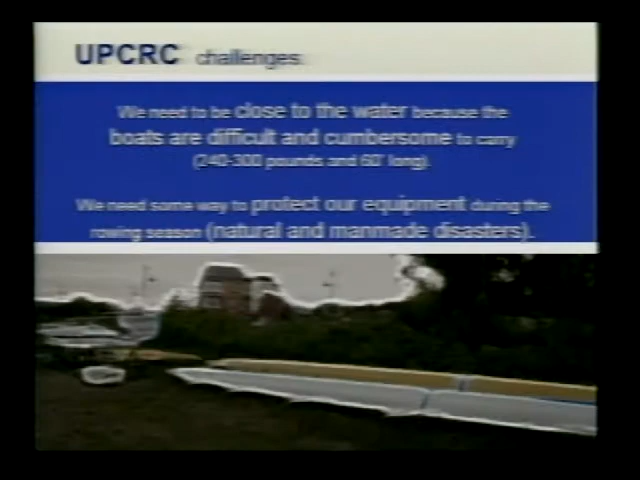 UPCRC challenges:
We need to be close to the water because the
boats are difficult and cumbersome to carry
(240-300 pounds and 60' long).
We need some way to protect our equipment during the
rowing season (natural and manmade disasters).